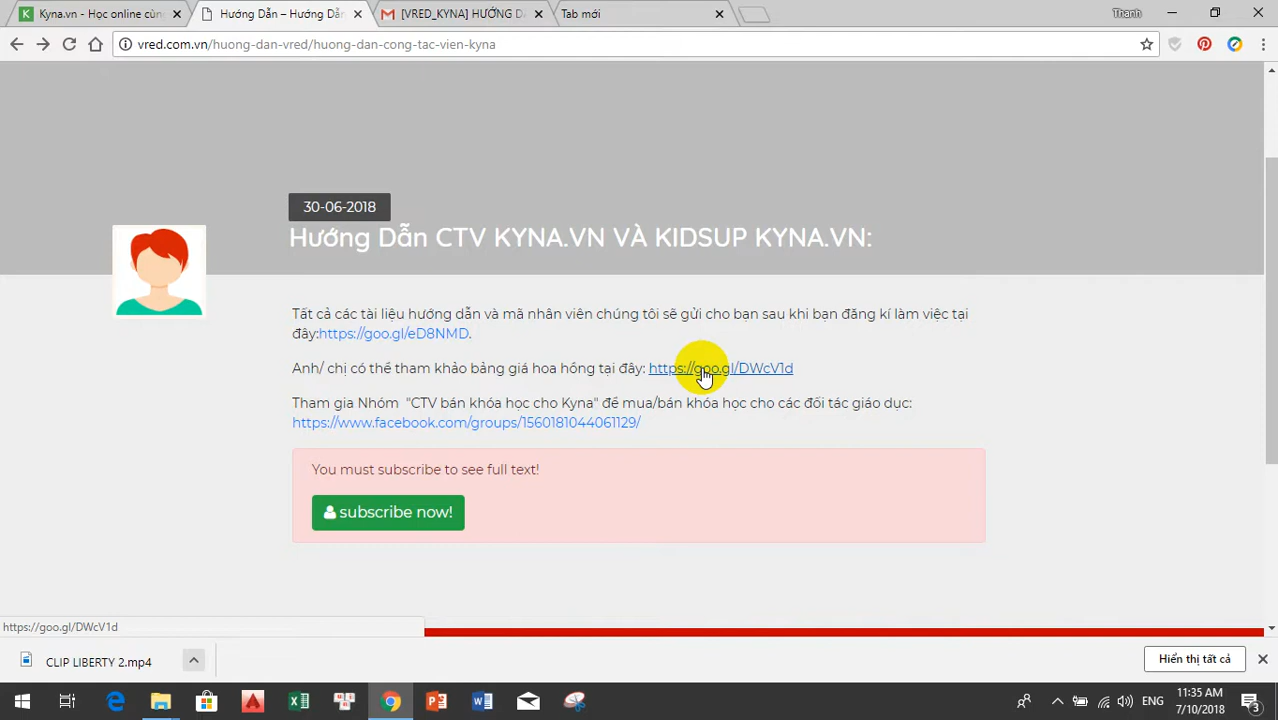 Kyna.vn - Học online cùn
Hướng Dẫn – Hướng Dẫn
[VRED_KYNA] HƯỚNG D
Tab mới
Thanh
vred.com.vn/huong-dan-vred/huong-dan-cong-tac-vien-kyna
30-06-2018
Hướng Dẫn CTV KYNA.VN VÀ KIDSUP KYNA.VN:
Tất cả các tài liệu hướng dẫn và mã nhân viên chúng tôi sẽ gửi cho bạn sau khi bạn đăng kí làm việc tại
đây:https://goo.gl/eD8NMD.
Anh/ chị có thể tham khảo bảng giá hoa hồng tại đây: https://goo.gl/DWcV1d
Tham gia Nhóm "CTV bán khóa học cho Kyna" để mua/bán khóa học cho các đối tác giáo dục:
https://www.facebook.com/groups/1560181044061129/
You must subscribe to see full text!
subscribe now!
https://goo.gl/DWcV1d
CLIP LIBERTY 2.mp4
Hiển thị tất cả
ENG
11:35 AM
7/10/2018
3